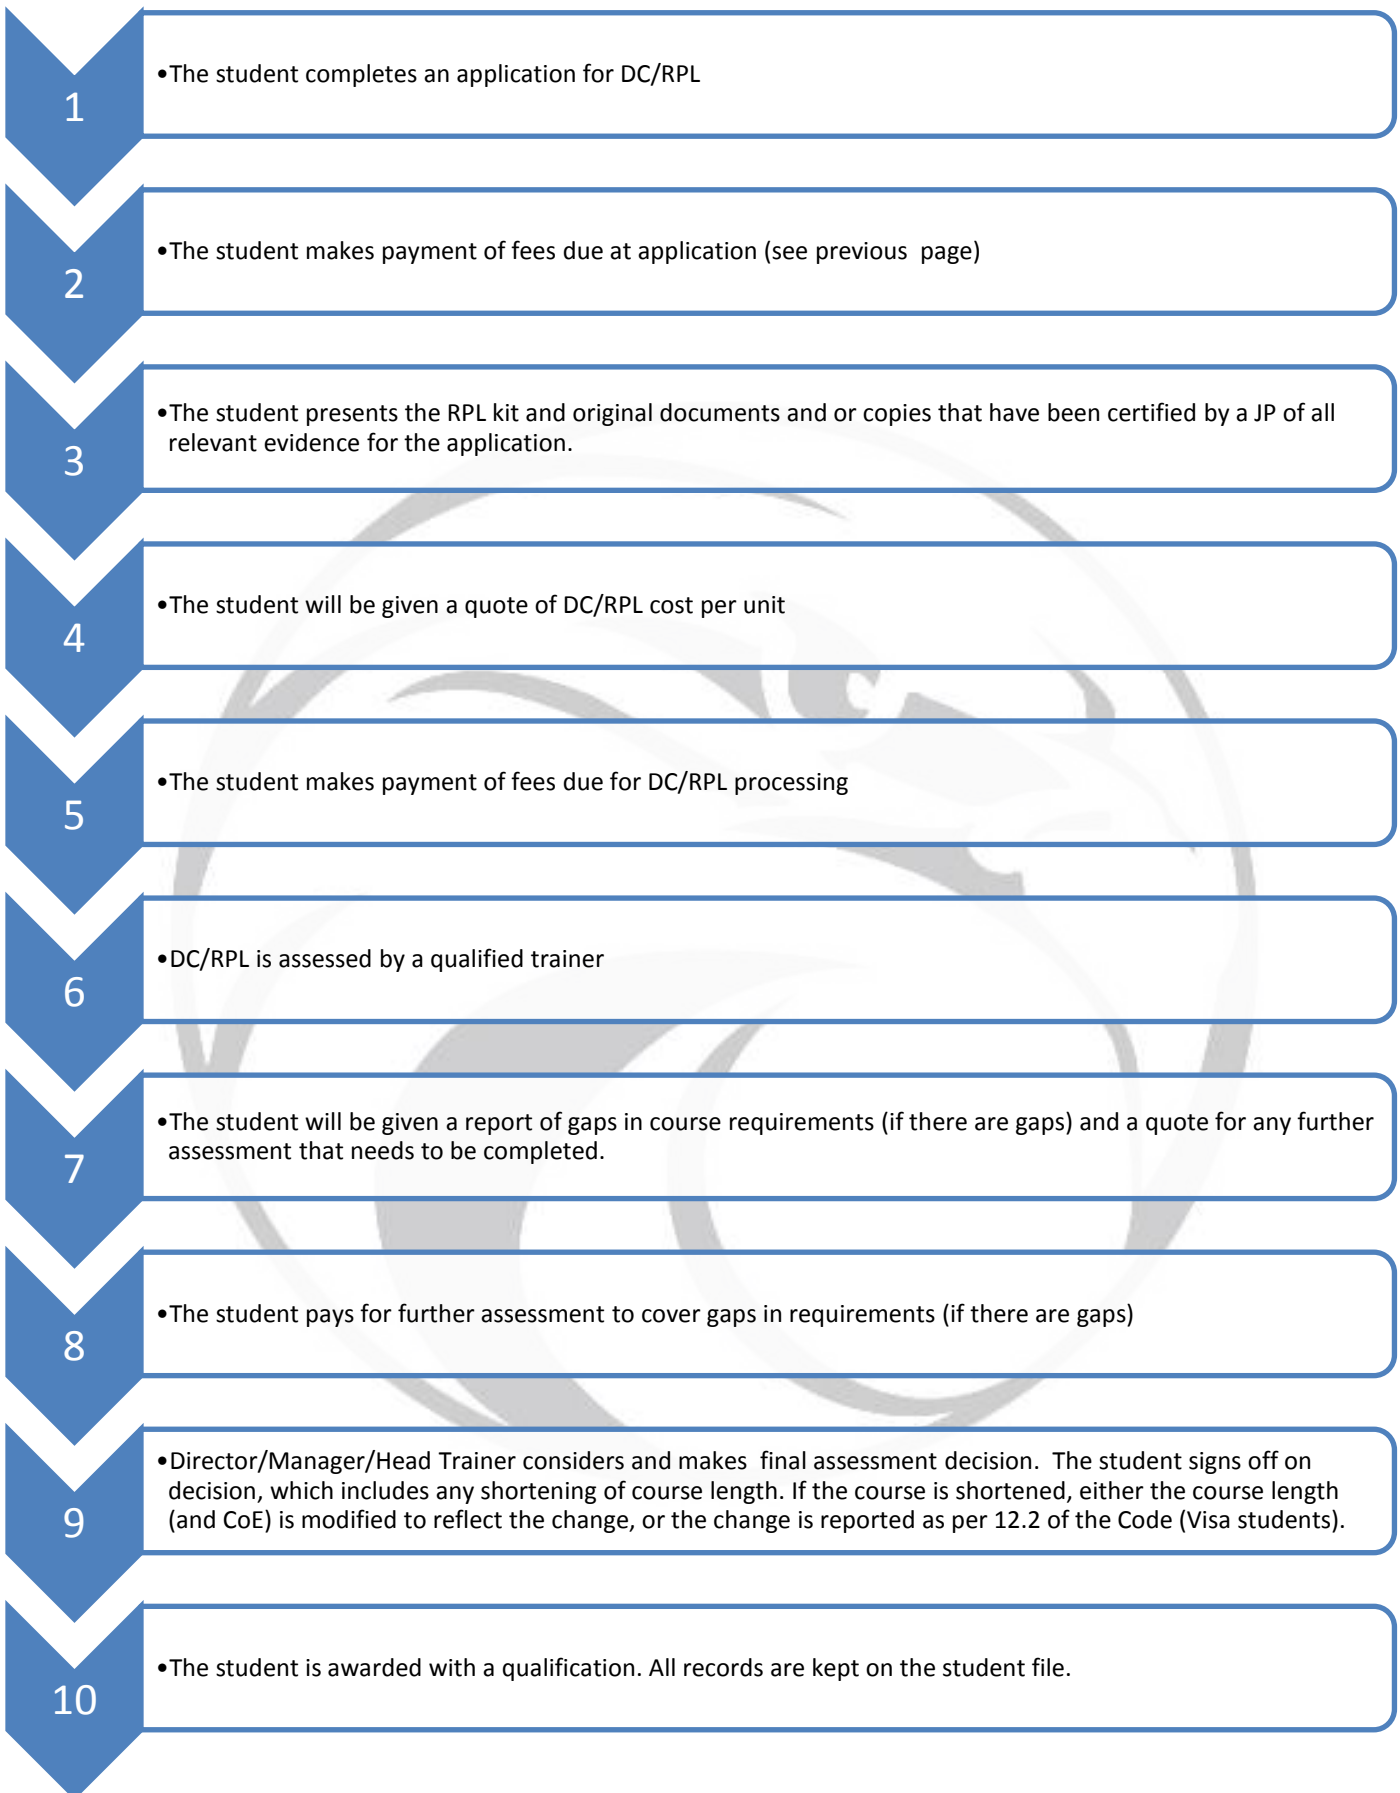 1
•The student completes an application for DC/RPL
2
•The student makes payment of fees due at application (see previous  page)
3
•The student presents the RPL kit and original documents and or copies that have been certified by a JP of all
relevant evidence for the application.
4
•The student will be given a quote of DC/RPL cost per unit
5
•The student makes payment of fees due for DC/RPL processing
6
•DC/RPL is assessed by a qualified trainer
7
•The student will be given a report of gaps in course requirements (if there are gaps) and a quote for any further
assessment that needs to be completed.
8
•The student pays for further assessment to cover gaps in requirements (if there are gaps)
9
•Director/Manager/Head Trainer considers and makes  final assessment decision.  The student signs off on
decision, which includes any shortening of course length. If the course is shortened, either the course length
(and CoE) is modified to reflect the change, or the change is reported as per 12.2 of the Code (Visa students).
10
•The student is awarded with a qualification. All records are kept on the student file.